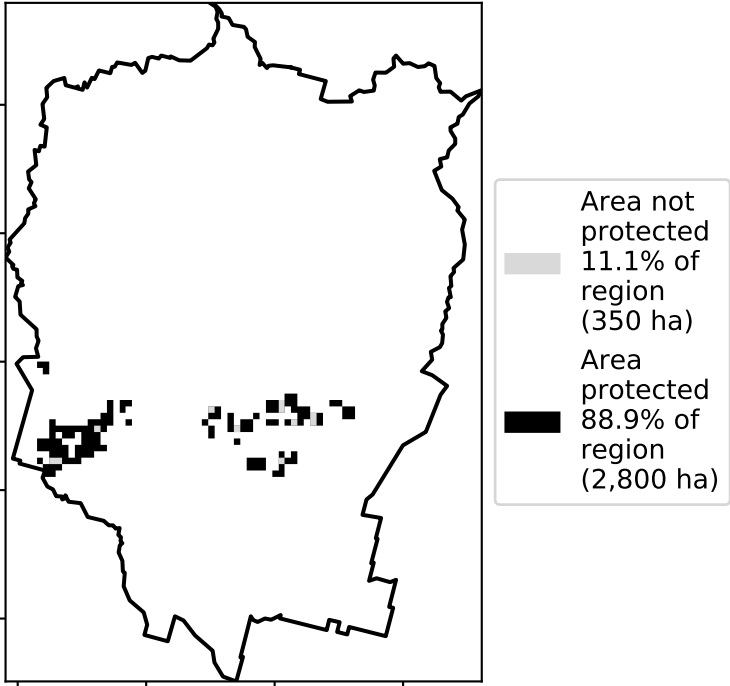 Area not
protected
11.1% of
region
(350 ha)
Area
protected
88.9% of
region
(2,800 ha)